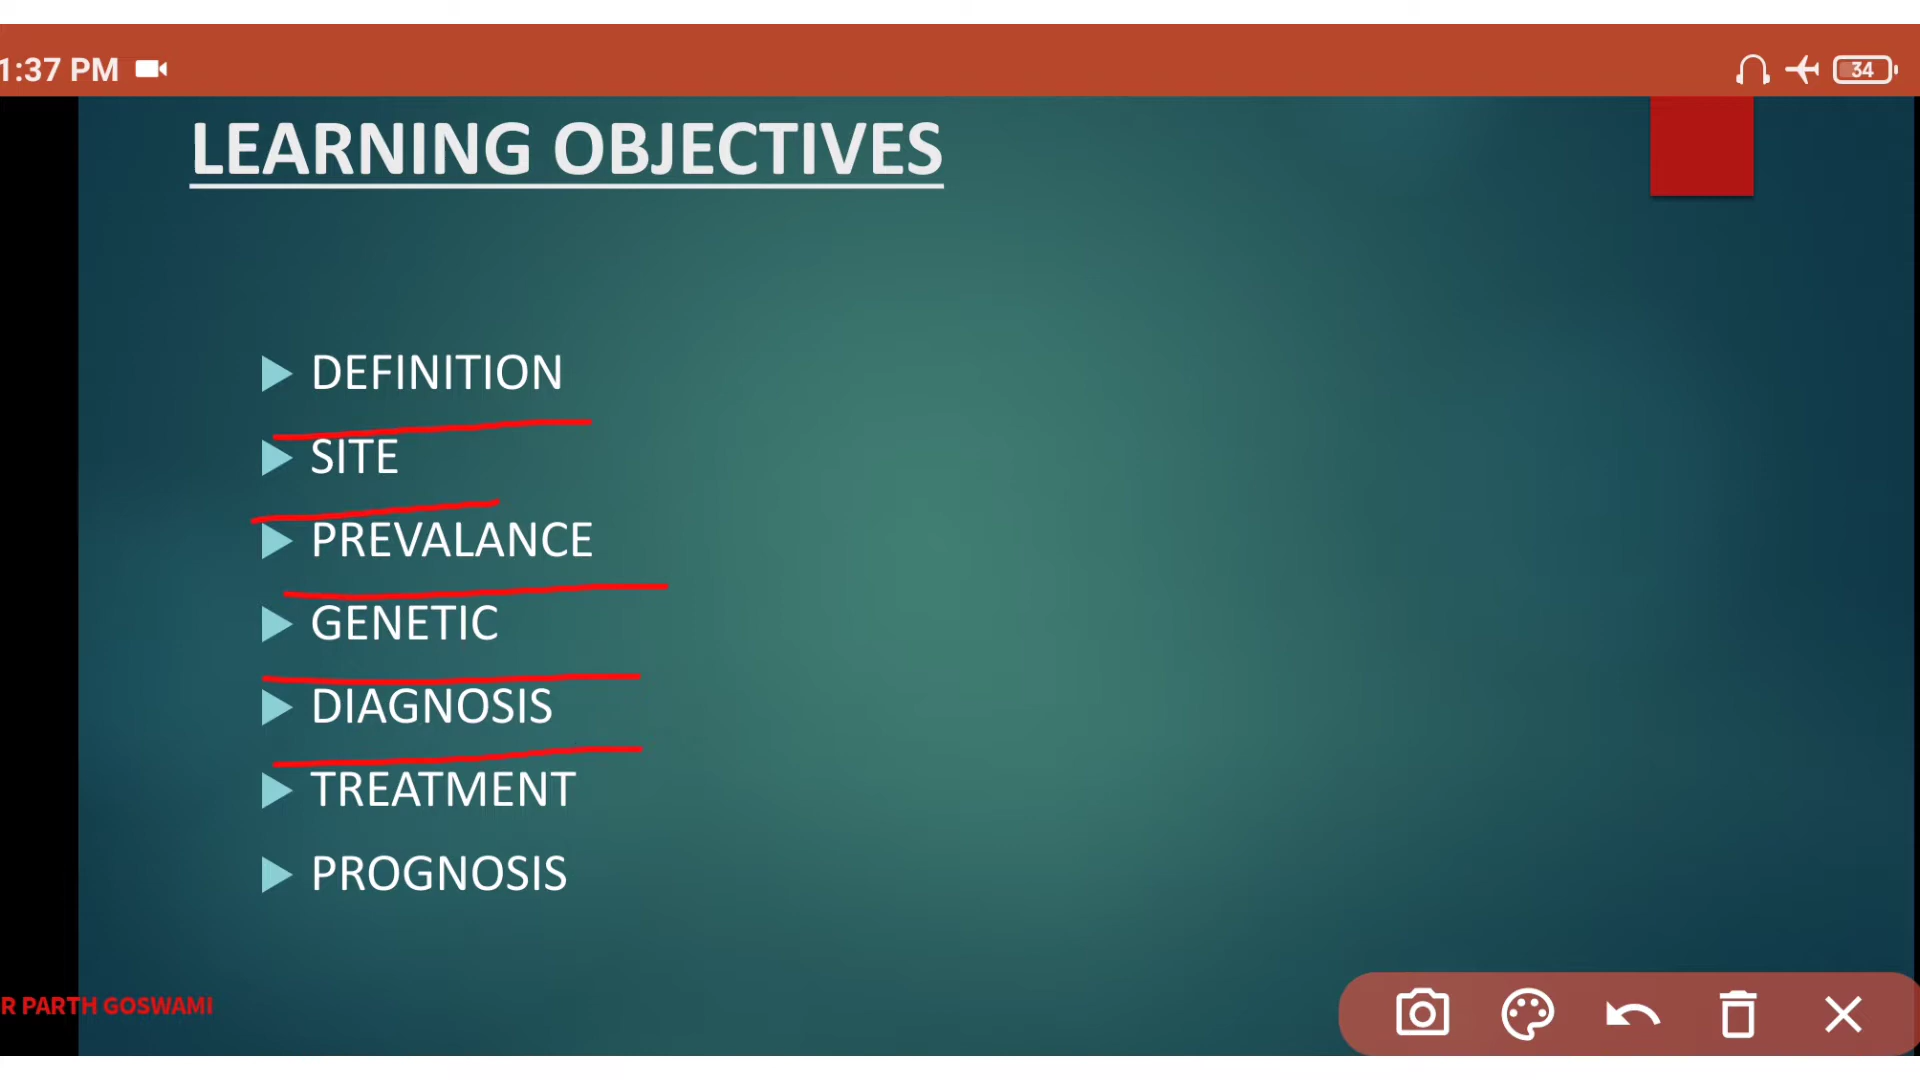 1:37 PM
34
LEARNING OBJECTIVES
DEFINITION
SITE
PREVALANCE
GENETIC
DIAGNOSIS
TREATMENT
PROGNOSIS
R PARTH GOSWAMI